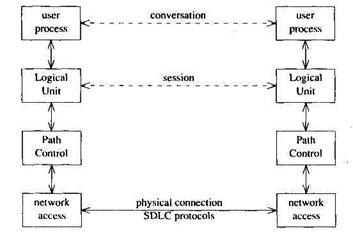 user
process
conversation
user
process
Logical
Unit
session
Logical
Unit
Path
Control
Path
Control
network
access
physical connection
SDLC protocols
network
access